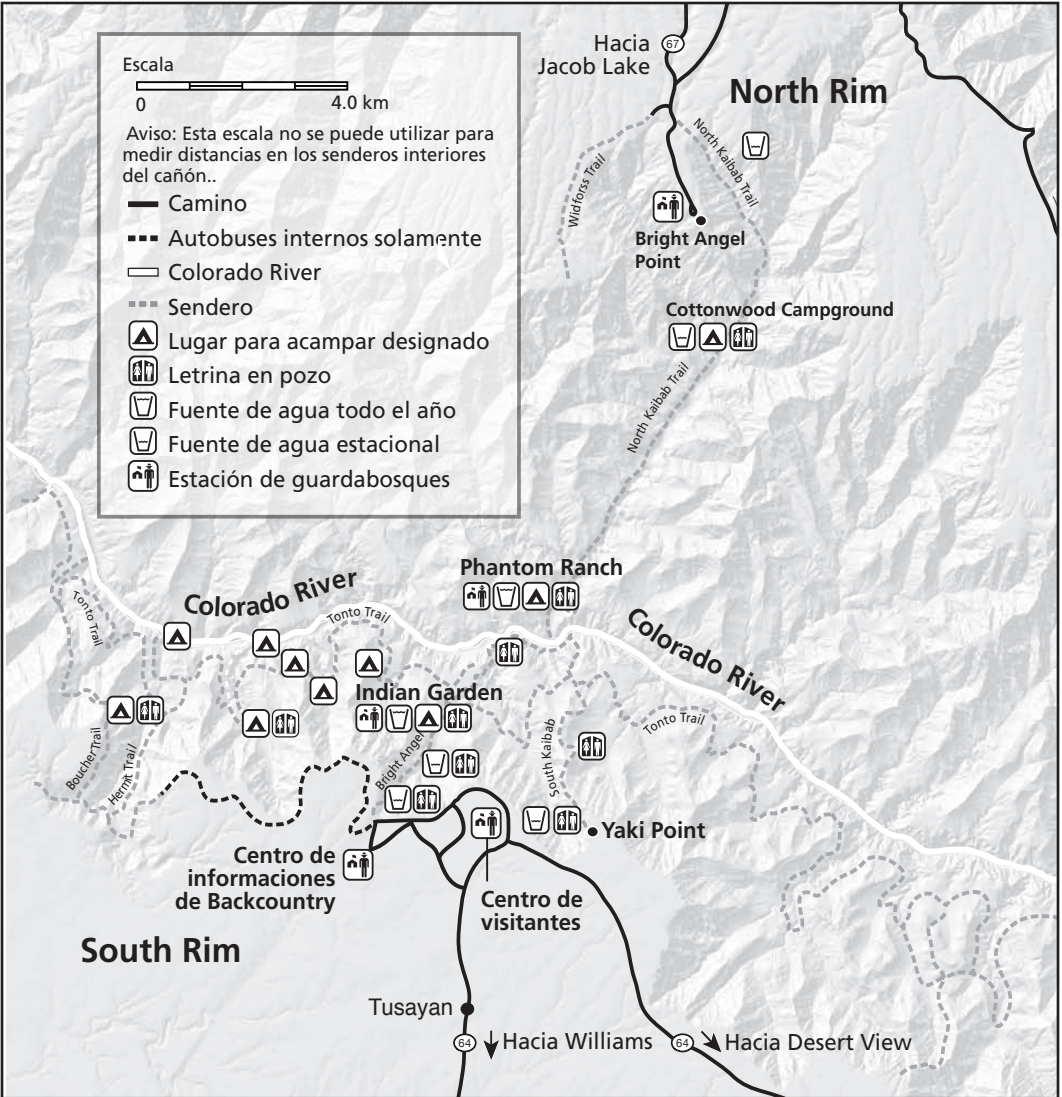 Escala
0 4.0 km
Aviso: Esta escala no se puede utilizar para
medir distancias en los senderos interiores
del cañón..
Camino
Autobuses internos solamente
Colorado River
Sendero
Lugar para acampar designado
Letrina en pozo
Fuente de agua todo el año
Fuente de agua estacional
Estación de guardabosques
Hacia
Jacob Lake
67
North Rim
North Kaibab Trail
Widforss Trail
Bright Angel
Point
Cottonwood Campground
North Kaibab Trail
Phantom Ranch
Colorado River
Tonto Trail
Tonto Trail
Colorado River
Indian Garden
Tonto Trail
Boucher Trail
Hermit Trail
Bright Angel
South Kaibab
Yaki Point
Centro de
informaciones
de Backcountry
Centro de
visitantes
South Rim
Tusayan
64
Hacia Williams
64
Hacia Desert View